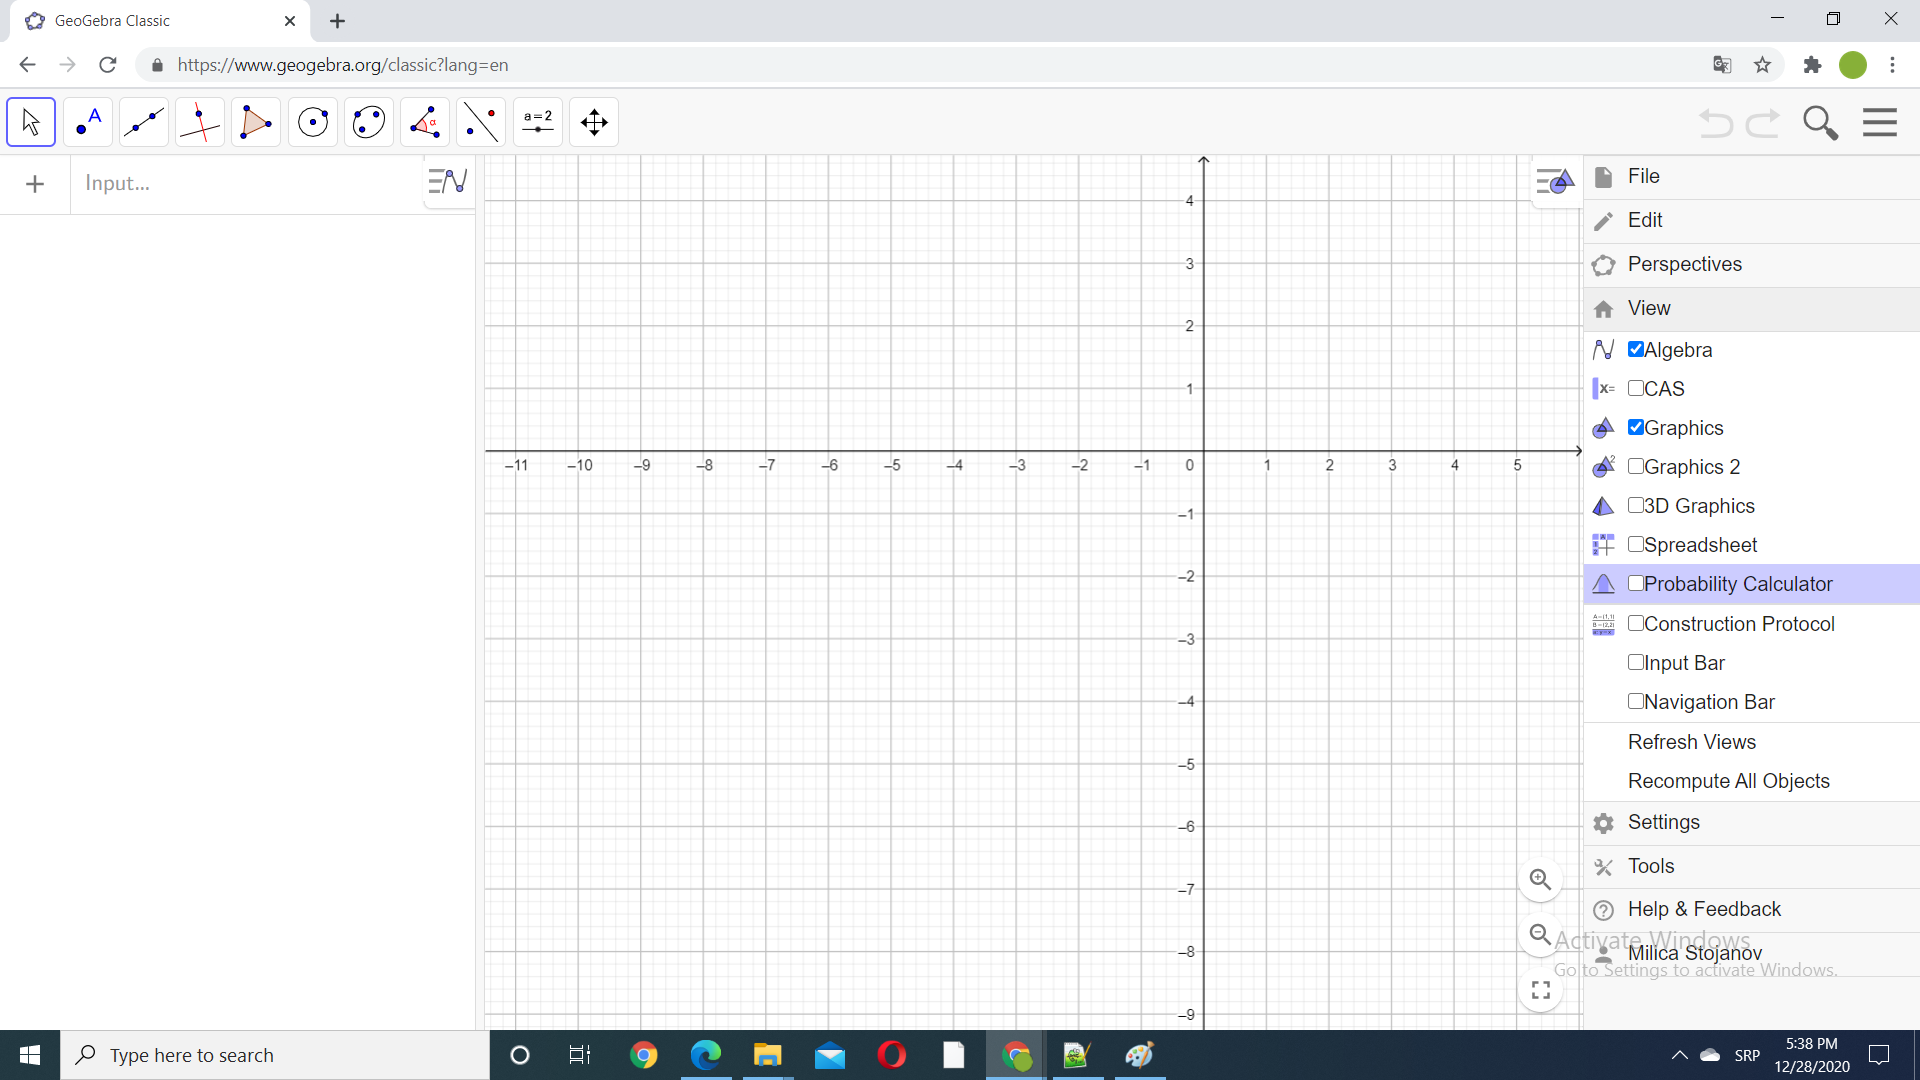 GeoGebra Classic
https://www.geogebra.org/classic?lang=en
A
α
a=2
Input...
4
3
2
1
–11 –10 –9 –8 –7 –6 –5 –4 –3 –2 –1 0 1 2 3 4 5
–1
–2
–3
–4
–5
–6
–7
–8
–9
File
Edit
Perspectives
View
Algebra
x= CAS
Graphics
2 Graphics 2
3D Graphics
Spreadsheet
Probability Calculator
Construction Protocol
Input Bar
Navigation Bar
Refresh Views
Recompute All Objects
Settings
Tools
Help & Feedback
Activate Windows
Milica Stojanov
Go to Settings to activate Windows.
Type here to search
SRP
5:38 PM
12/28/2020